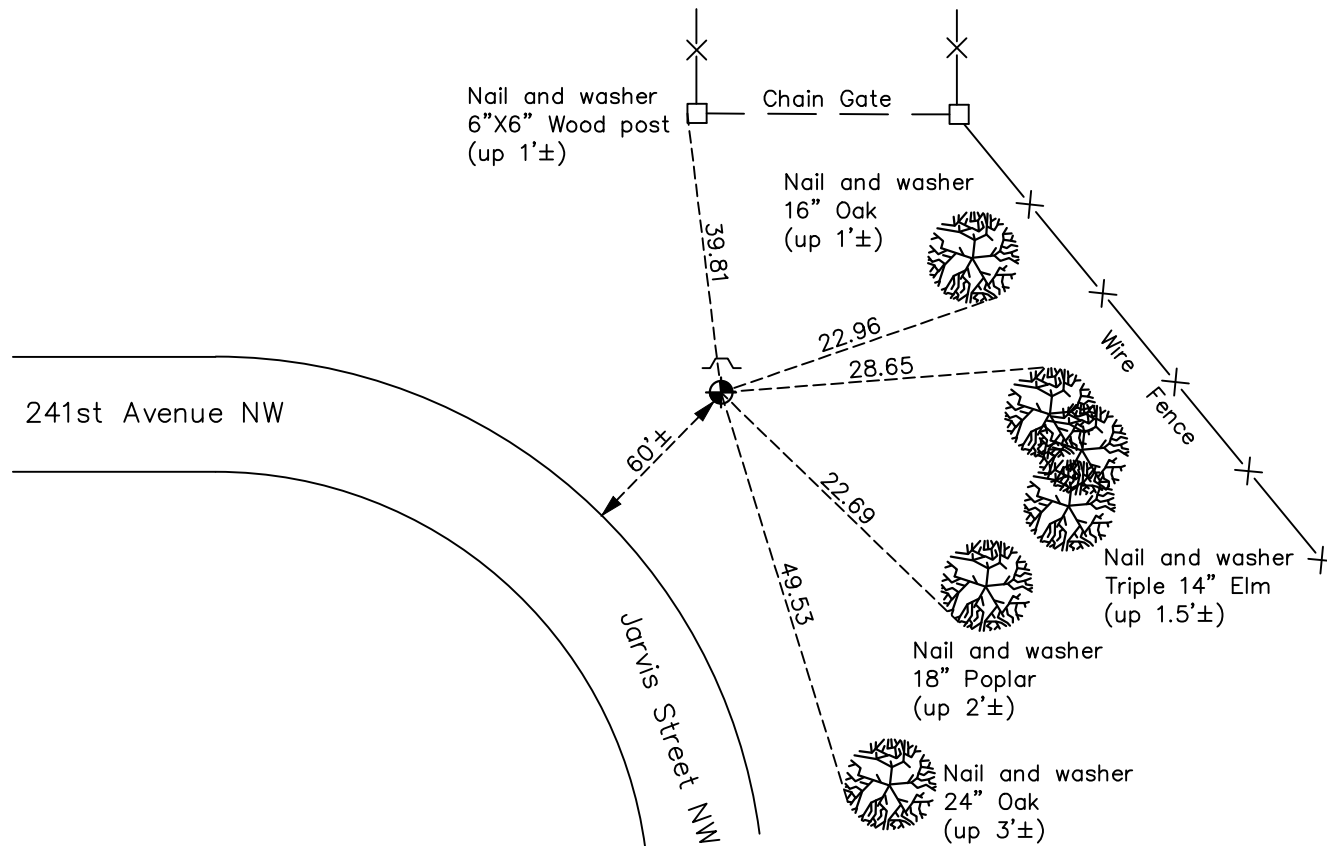 Nail and washer
6”X6” Wood post
(up 1’±)
Chain Gate
Nail and washer
16” Oak
(up 1’±)
39.81
22.96
28.65
Wire Fence
241st Avenue NW
60’±
22.69
49.53
Nail and washer
Triple 14” Elm
(up 1.5’±)
Jarvis Street NW
Nail and washer
18” Poplar
(up 2’±)
Nail and washer
24” Oak
(up 3’±)